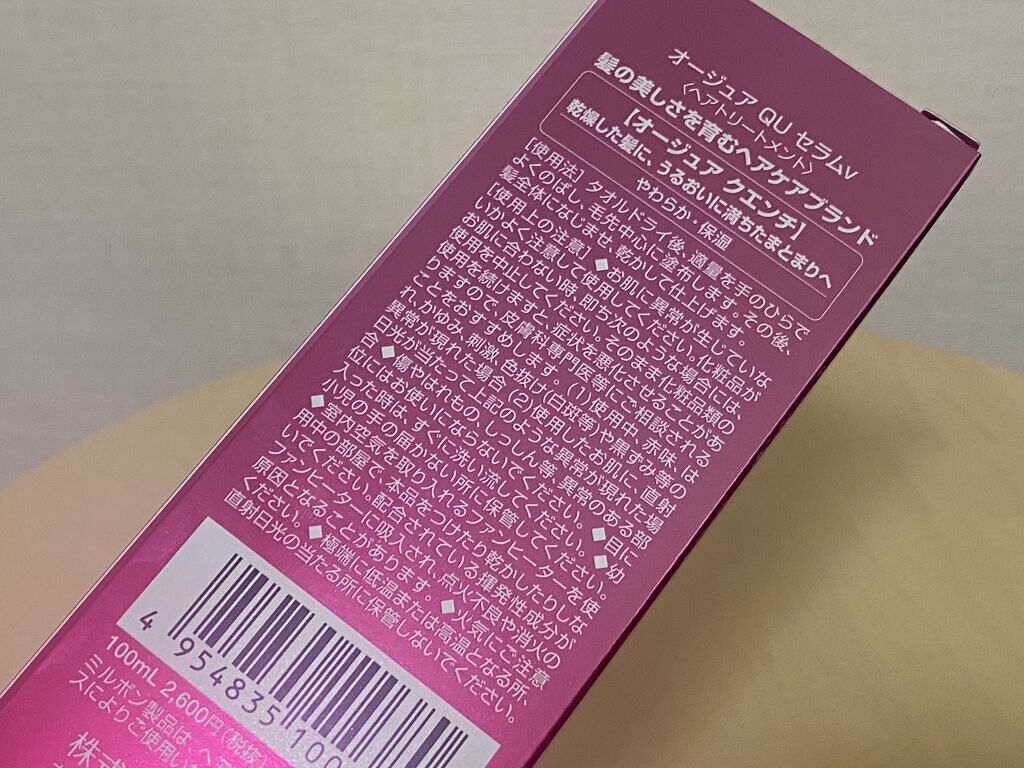 オージュア QU セラムv
〈ヘアトリートメント〉
髪の美しさを育むヘアケアブランド
[オージュア クエンチ]
乾燥した髪に、うるおいに満ちたまとまりへ
やわらか・保湿
[使用法] タオルドライ後、適量を手のひらで
よくのばし、毛先中心に塗布します。その後、
髪全体になじませ、乾かして仕上げます。
[使用上の注意] ◆お肌に異常が生じていな
いかよく注意して使用してください。化粧品が
お肌に合わない時、即ち次のような場合には、
使用を中止してください。そのまま化粧品類の
使用を続けますと、症状を悪化させることがあ
りますので、皮膚科専門医等にご相談される
ことをおすすめします。(1)使用中、赤味、は
れ、かゆみ、刺激、色抜け(白斑等)や黒ずみ等の
異常が現れた場合 (2)使用したお肌に、直射
日光が当たって上記のような異常が現れた場
合 ◆傷やはれもの、しっしん等、異常のある部
位にはお使いにならないでください。 ◆目に
入った時は、すぐに洗い流してください。 ◆幼
小児の手の届かない所に保管してください。
◆室内空気を取り入れるファンヒーターを使
用中の部屋で、本品をつけたり乾かしたりしな
いでください。配合されている揮発性成分が
ファンヒーターに吸入され、点火不良や消火の
原因となることがあります。 ◆火気にご注意
ください。 ◆極端に低温または高温となる所、
直射日光の当たる所に保管しないでください。
4 954835 100
100mL 2,600円(税抜)
ミルボン製品は、ヘア
スによりご使用い
株式